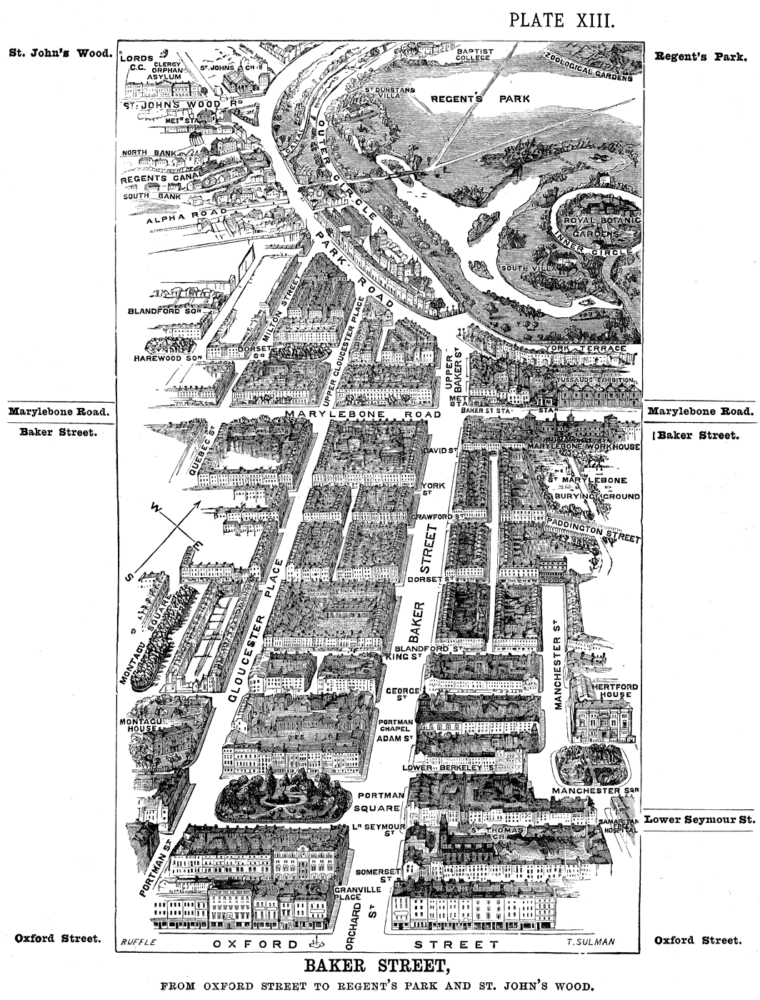 PLATE XIII.
St. John's Wood.
Regent's Park.
LORDS
C.G.
CLERGY
ORPHAN
ASYLUM
ST. JOHNS CH.
BAPTIST
COLLEGE
ZOOLOGICAL GARDENS
ST DUNSTANS
VILLA
REGENT'S PARK
ST. JOHN'S WOOD RD
METN STA
CANAL
OUTER CIRCLE
NORTH BANK
REGENTS CANAL
SOUTH BANK
ALPHA ROAD
ROYAL BOTANIC
GARDENS
INNER CIRCLE
SOUTH VILLA
PARK ROAD
MILTON STREET
UPPER GLOUCESTER PLACE
BLANDFORD SQR
HAREWOOD SQR
DORSET
SQ
YORK TERRACE
UPPER
BAKER ST
TUSSAUDS EXHIBITION
MET
STA
BAKER ST STA
STAN
Marylebone Road.
MARYLEBONE ROAD
Marylebone Road.
Baker Street.
[Baker Street.
QUEBEC ST
DAVID ST
MARYLEBONE WORKHOUSE
ST MARYLEBONE
BURYING GROUND
YORK
ST
CRAWFORD ST
PADDINGTON STREET
W
E
S
BAKER STREET
DORSET ST
GLOUCESTER PLACE
MONTAGU SQUARE
BLANDFORD ST
KING ST
MANCHESTER ST
HERTFORD
HOUSE
GEORGE
ST
MONTAGU
HOUSE
PORTMAN
CHAPEL
ADAM ST
LOWER BERKELEY ST
MANCHESTER SQR
PORTMAN
SQUARE
Lower Seymour St.
SAMARITAN
FREE
HOSPITAL
LR SEYMOUR
ST
ST THOMAS
CH
PORTMAN ST
SOMERSET
ST
GRANVILLE
PLACE
ORCHARD ST
Oxford Street.
RUFFLE
OXFORD STREET
T. SULMAN
Oxford Street.
BAKER STREET,
FROM OXFORD STREET TO REGENT'S PARK AND ST. JOHN'S WOOD.